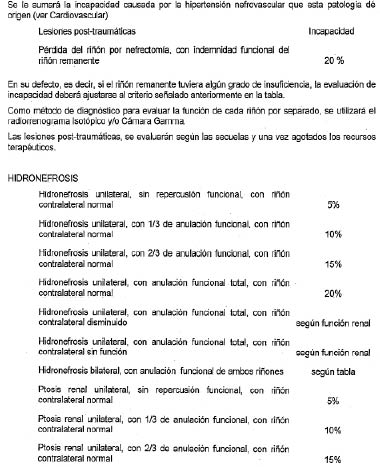 Se le sumará la incapacidad causada por la hipertensión nefrovascular que esta patología dé
origen (ver Cardiovascular)
Lesiones post-traumáticas Incapacidad
Pérdida del riñón por nefrectomía, con indemnidad funcional del
riñón remanente 20 %
En su defecto, es decir, si el riñón remanente tuviera algún grado de insuficiencia, la evaluación de
incapacidad deberá ajustarse al criterio señalado anteriormente en la tabla.
Como método de diagnóstico para evaluar la función de cada riñón por separado, se utilizará el
radiorrenograma Isotópico y/o Cámara Gamma.
Las lesiones post-traumáticas, se evaluarán según las secuelas y una vez agotados los recursos
terapéuticos.
HIDRONEFROSIS
Hidronefrosis unilateral, sin repercusión funcional, con riñón
contralateral normal 5%
Hidronefrosis unilateral, con 1/3 de anulación funcional, con riñón
contralateral normal 10%
Hidronefrosis unilateral, con 2/3 de anulación funcional, con riñón
contralateral normal 15%
Hidronefrosis unilateral, con anulación funcional total, con riñón
contralateral normal 20%
Hidronefrosis unilateral, con anulación funcional total, con riñón
contralateral disminuido según función renal
Hidronefrosis unilateral, con anulación funcional total, con riñón
contralateral sin función según función renal
Hidronefrosis bilateral, con anulación funcional de ambos riñones según tabla
Ptosis renal unilateral, sin repercusión funcional, con riñón
contralateral normal 5%
Ptosis renal unilateral, con 1/3 de anulación funcional, con riñón
contralateral normal 10%
Ptosis renal unilateral, con 2/3 de anulación funcional, con riñón
contralateral normal 15%